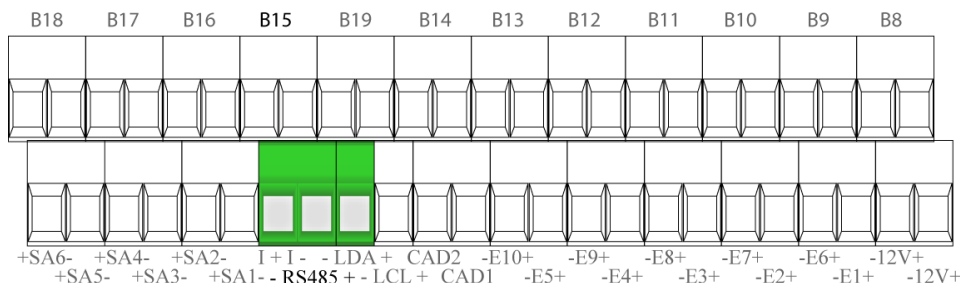 B18 B17 B16 B15 B19 B14 B13 B12 B11 B10 B9 B8
+SA6- +SA4- +SA2- I + I - - LDA + CAD2 -E10+ -E9+ -E8+ -E7+ -E6+ -12V+
+SA5- +SA3- +SA1- - RS485 + - LCL + CAD1 -E5+ -E4+ -E3+ -E2+ -E1+ -12V+